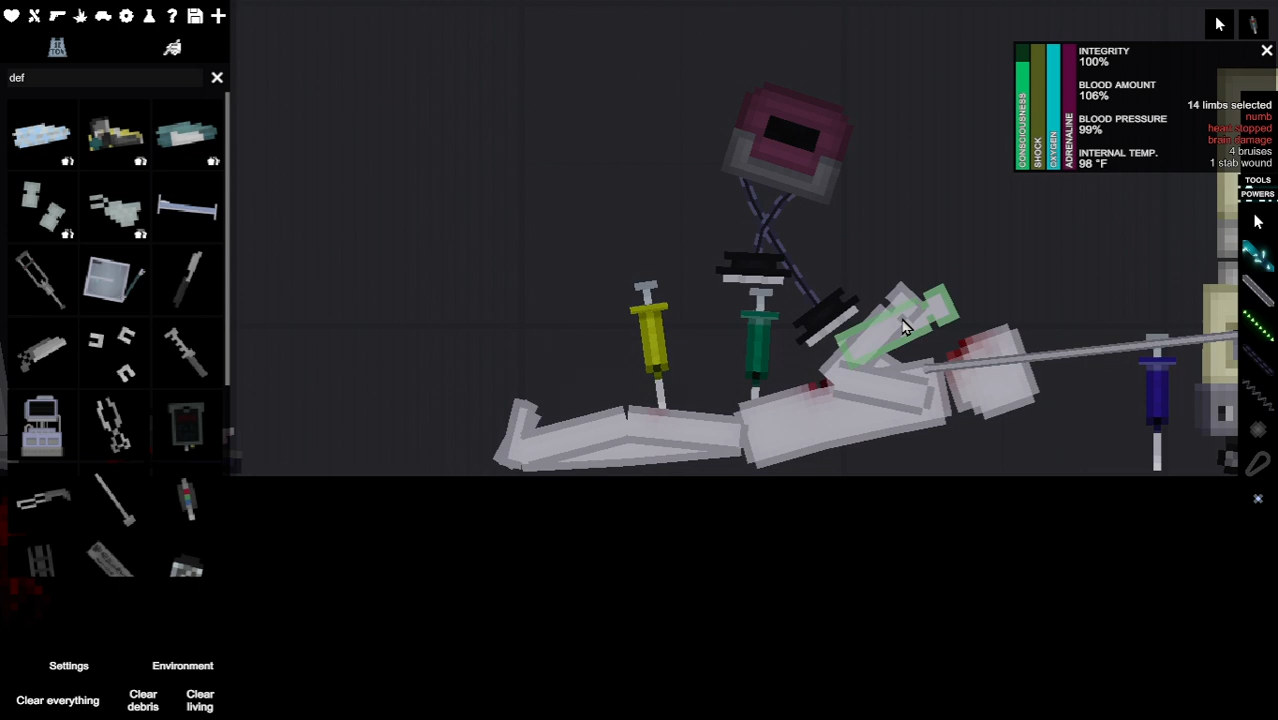 def
Settings
Environment
Clear everything
Clear
debris
Clear
living
CONSCIOUSNESS
SHOCK
OXYGEN
ADRENALINE
INTEGRITY
100%
BLOOD AMOUNT
106%
BLOOD PRESSURE
99%
INTERNAL TEMP.
98 °F
14 limbs selected
numb
heart stopped
brain damage
4 bruises
1 stab wound
TOOLS
POWERS